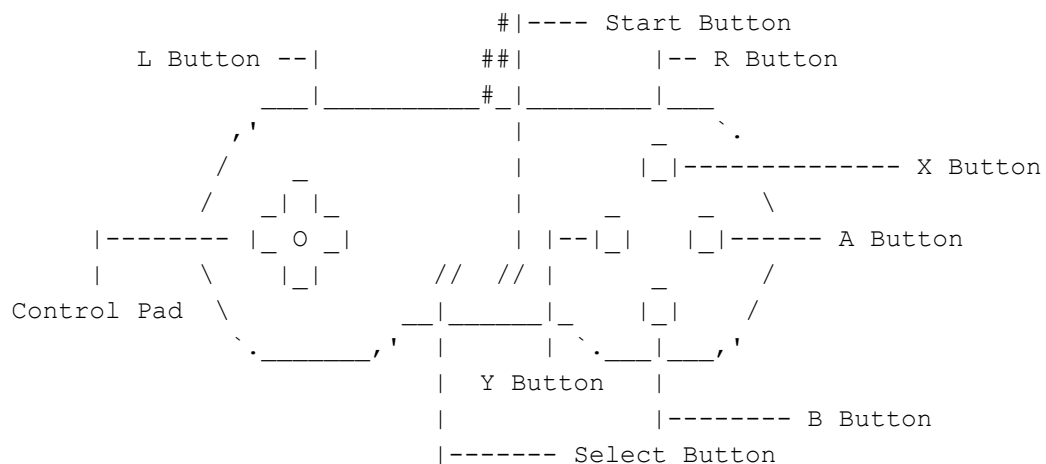 Start Button
L Button R Button
X Button
O
A Button
Control Pad
Y Button
B Button
Select Button